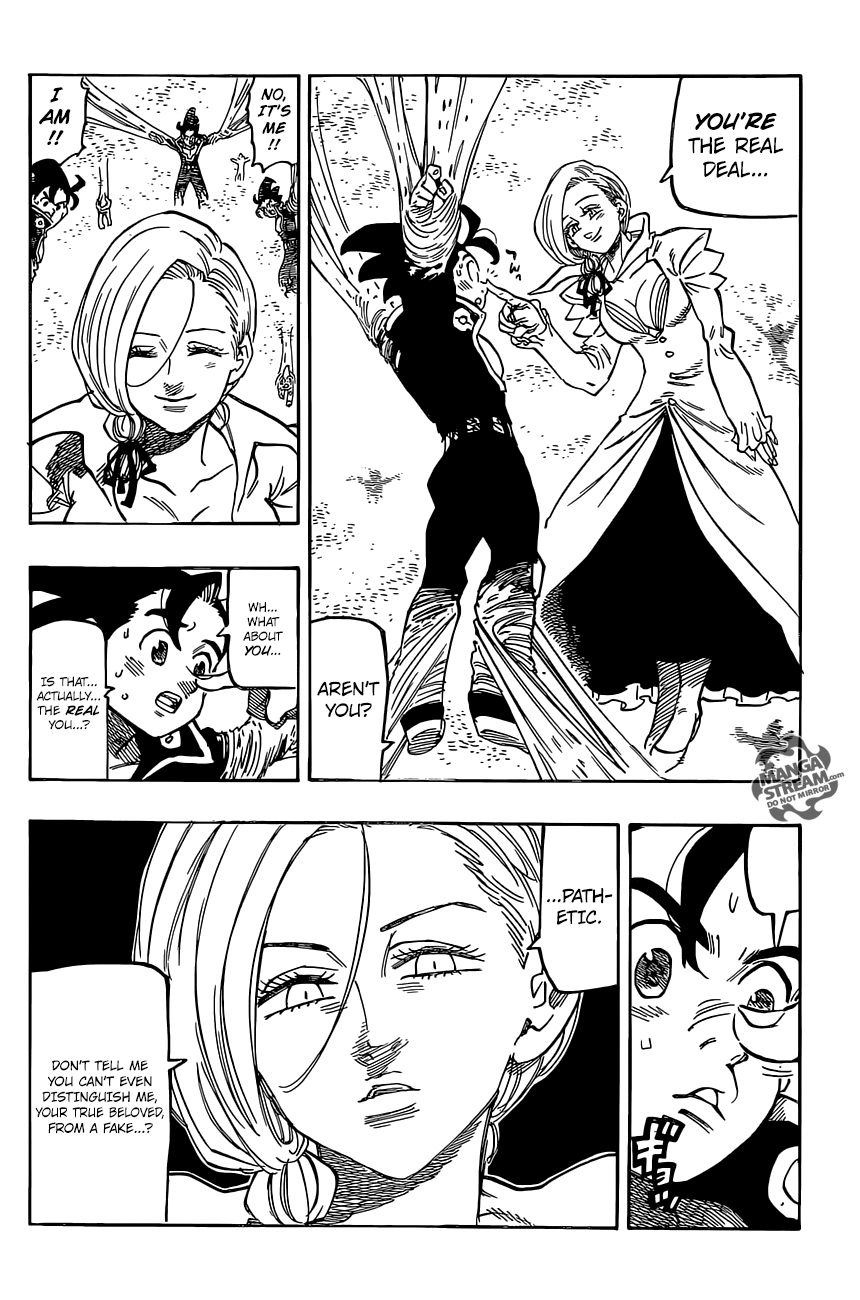 YOU'RE
THE REAL
DEAL...
AREN'T
YOU?
NO,
IT'S
ME!!
I
AM!!
WH...
WHAT
ABOUT
YOU...
IS THAT...
ACTUALLY...
THE REAL
YOU...?
MANGA
STREAM.com
DO NOT MIRROR
ギョ
...PATH-
ETIC.
DON'T TELL ME
YOU CAN'T EVEN
DISTINGUISH ME,
YOUR TRUE BELOVED,
FROM A FAKE...?